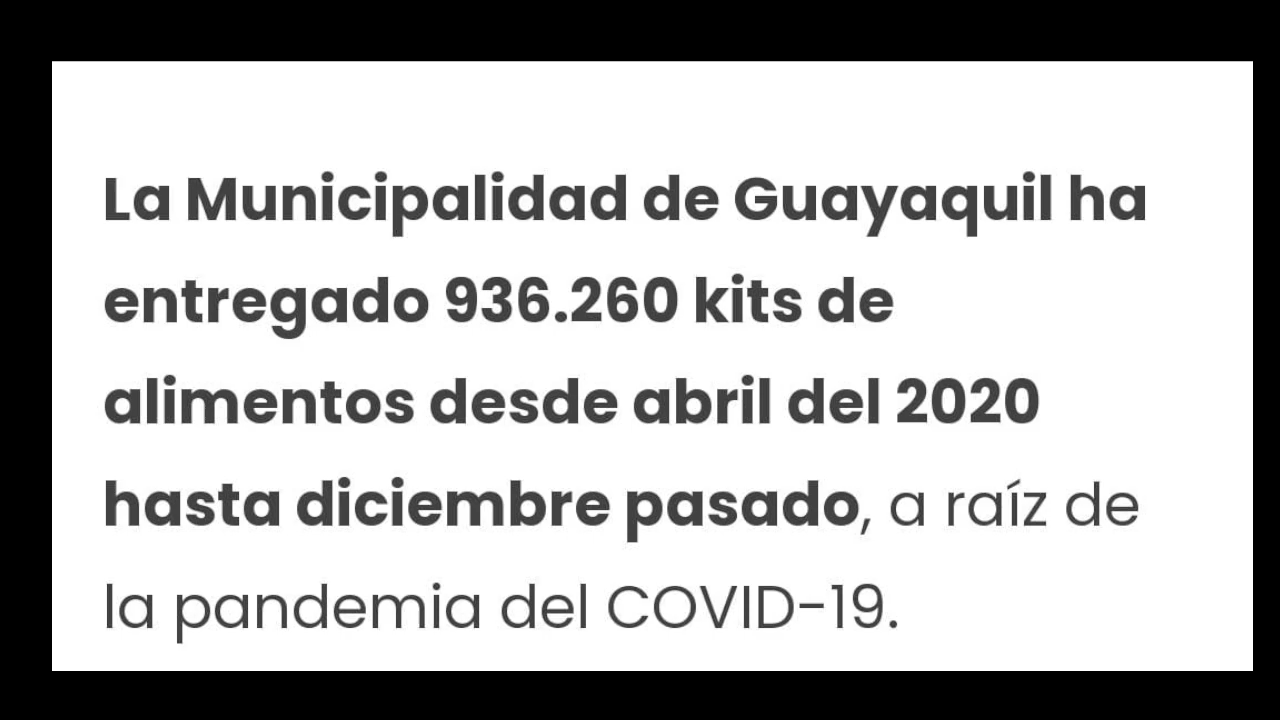 La Municipalidad de Guayaquil ha
entregado 936.260 kits de
alimentos desde abril del 2020
hasta diciembre pasado, a raíz de
la pandemia del COVID-19.